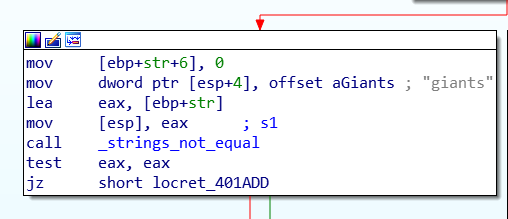 mov [ebp+str+6], 0
mov dword ptr [esp+4], offset aGiants ; "giants"
lea eax, [ebp+str]
mov [esp], eax ; s1
call _strings_not_equal
test eax, eax
jz short locret_401ADD